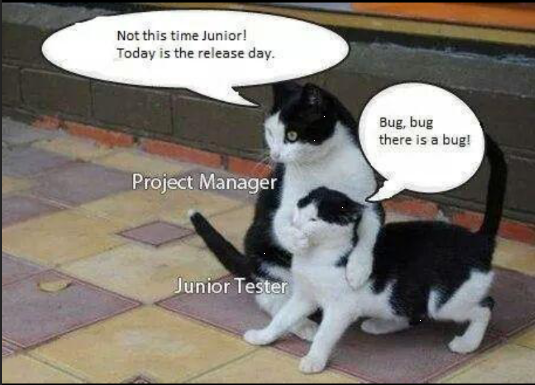 Not this time Junior!
Today is the release day.
Bug, bug
there is a bug!
Project Manager
Junior Tester